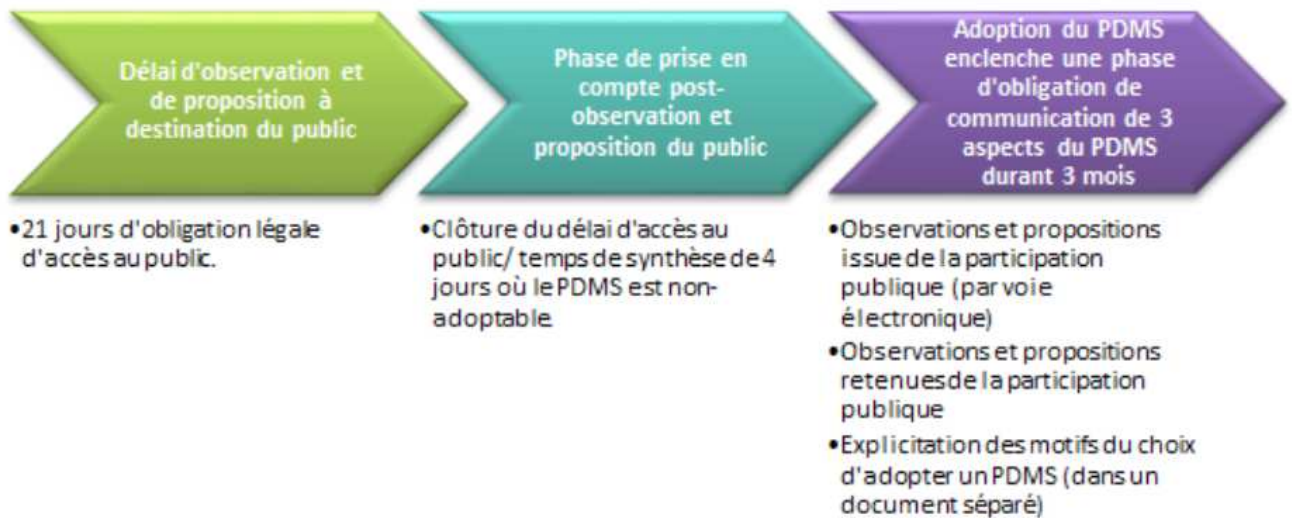 Délai d'observation et
de proposition à
destination du public
•21 jours d'obligation légale
d'accès au public.
Phase de prise en
compte post-
observation et
proposition du public
•Clôture du délai d'accès au
public/ temps de synthèse de 4
jours où le PDMS est non-
adoptable.
Adoption du PDMS
enclenche une phase
d'obligation de
communication de 3
aspects du PDMS
durant 3 mois
•Observations et propositions
issue de la participation
publique (par voie
électronique)
•Observations et propositions
retenues de la participation
publique
•Explicitation des motifs du choix
d'adopter un PDMS (dans un
document séparé)